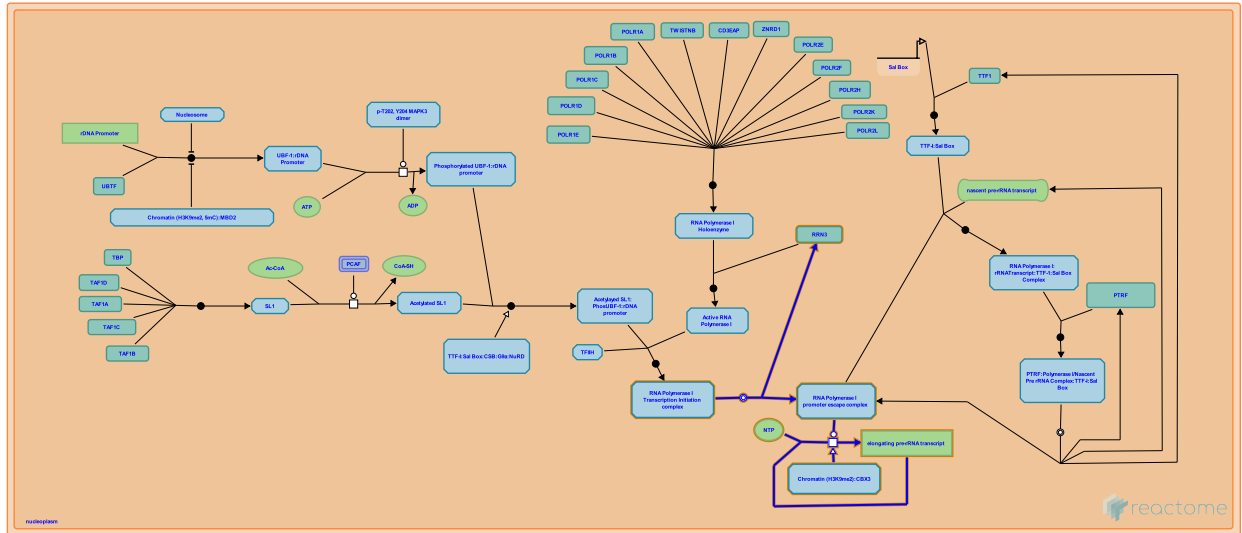 POLR1A
TWISTNB
CD3EAP
ZNRD1
POLR2E
POLR1B
POLR2F
Sal Box
POLR1C
POLR2H
TTF1
POLR1D
POLR2K
POLR1E
POLR2L
Nucleosome
p-T202, Y204 MAPK3
dimer
rDNA Promoter
UBF-1:rDNA
Promoter
Phosphorylated UBF-1:rDNA
promoter
TTF-I:Sal Box
UBTF
ATP
ADP
nascent pre-rRNA transcript
Chromatin (H3K9me2, 5mC)::MBD2
RNA Polymerase I
Holoenzyme
RRN3
TBP
TAF1D
TAF1A
TAF1C
TAF1B
SL1
Ac-CoA
PCAF
CoA-SH
Acetylated SL1
RNA Polymerase I:
rRNATranscript:TTF-1:Sal Box
Complex
PTRF
Acetylayed SL1:
PhosUBF-1:rDNA
promoter
Active RNA
Polymerase I
TTF-I:Sal Box:CSB:G9a:NuRD
TFIIH
PTRF:Polymerase I/Nascent
Pre rRNA Complex:TTF-I:Sal
Box
RNA Polymerase I
Transcription Initiation
complex
RNA Polymerase I
promoter escape complex
NTP
elongating pre-rRNA transcript
Chromatin (H3K9me2)::CBX3
reactome
nucleoplasm